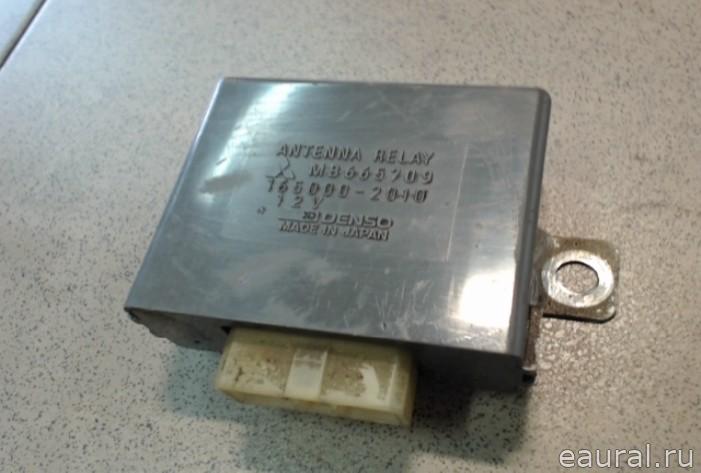 ANTENNA RELAY
MB665709
165000-2010
12V
DENSO
MADE IN JAPAN
eaural.ru